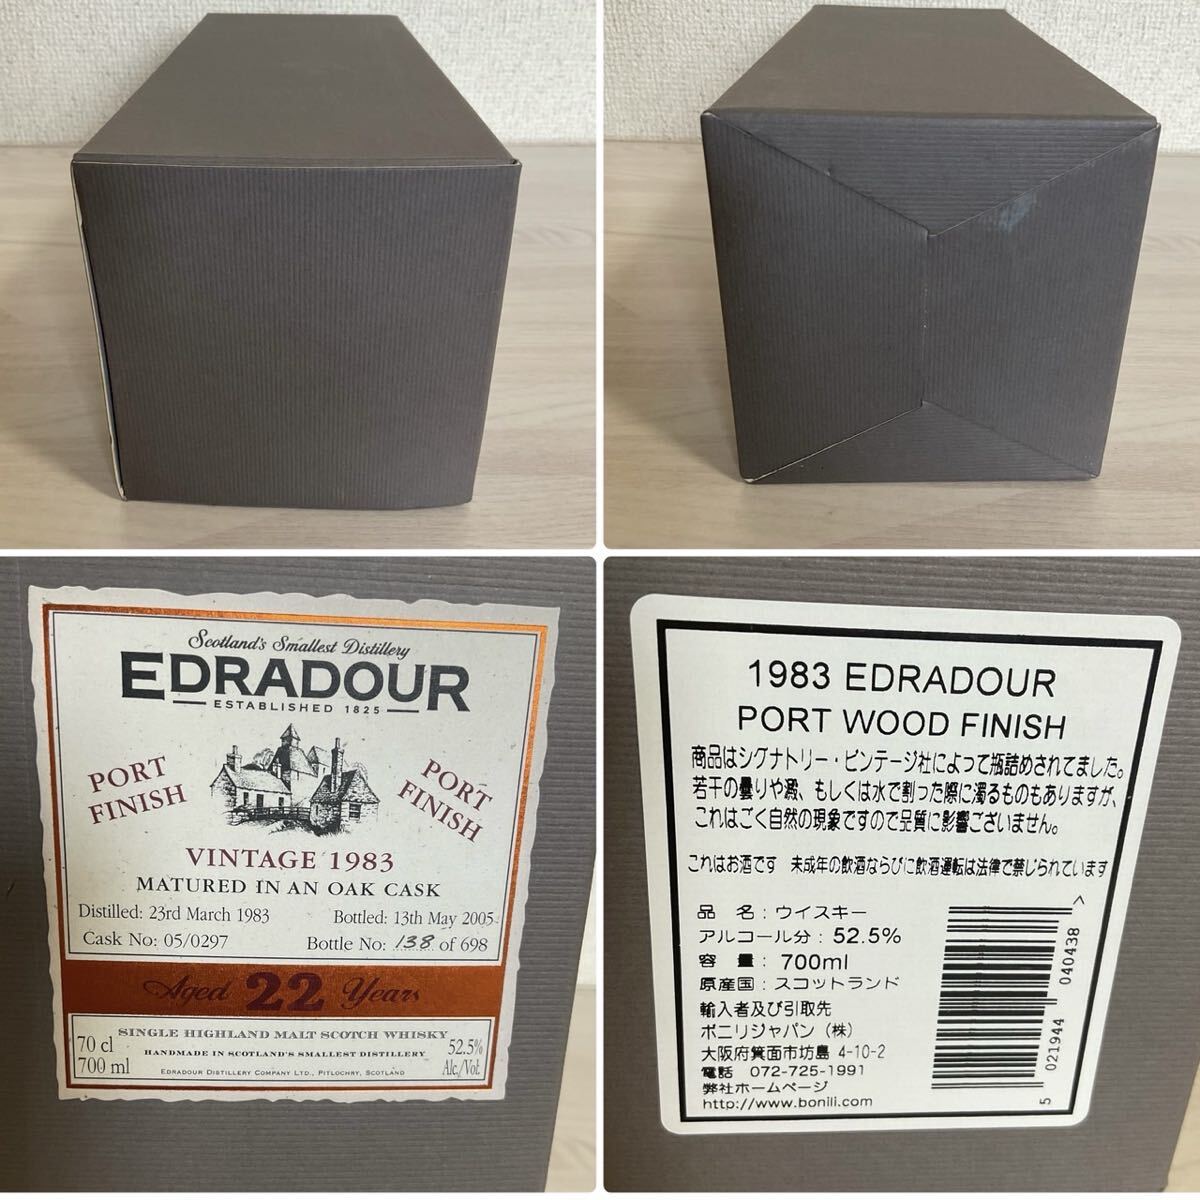 Scotland's Smallest Distillery
EDRADOUR
ESTABLISHED 1825
PORT
FINISH
PORT
FINISH
VINTAGE 1983
MATURED IN AN OAK CASK
Distilled: 23rd March 1983 Bottled: 13th May 2005
Cask No: 05/0297 Bottle No: 138 of 698
Aged 22 Years
70 cl
700 ml
SINGLE HIGHLAND MALT SCOTCH WHISKY
HANDMADE IN SCOTLAND'S SMALLEST DISTILLERY
EDRADOUR DISTILLERY COMPANY LTD., PITLOCHRY, SCOTLAND
52.5%
Alc./Vol.
1983 EDRADOUR
PORT WOOD FINISH
商品はシグナトリー・ビンテージ社によって瓶詰めされてました。
若干の曇りや澱、もしくは水で割った際に濁るものもありますが、
これはごく自然の現象ですので品質に影響ございません。
これはお酒です 未成年の飲酒ならびに飲酒運転は法律で禁じられています
品 名：ウイスキー
アルコール分：52.5%
容 量：700ml
原産国：スコットランド
輸入者及び引取先
ボニリジャパン（株）
大阪府箕面市坊島 4-10-2
電話 072-725-1991
弊社ホームページ
http://www.bonili.com
5 021944 040438 >